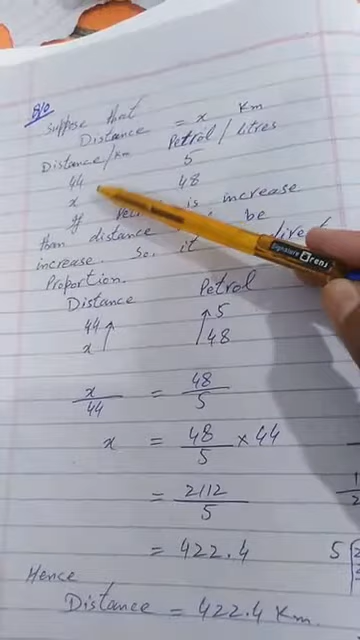 Suppose that
Distance = x Km
Distance/Km Petrol/litres
44 5
x 48
If is increase
than distance be
increase. So, it direct
Proportion.
Distance Petrol
44 5
x 48
x/44 = 48/5
x = 48/5 × 44
= 2112/5
= 422.4
Hence
Distance = 422.4 Km.
Signature